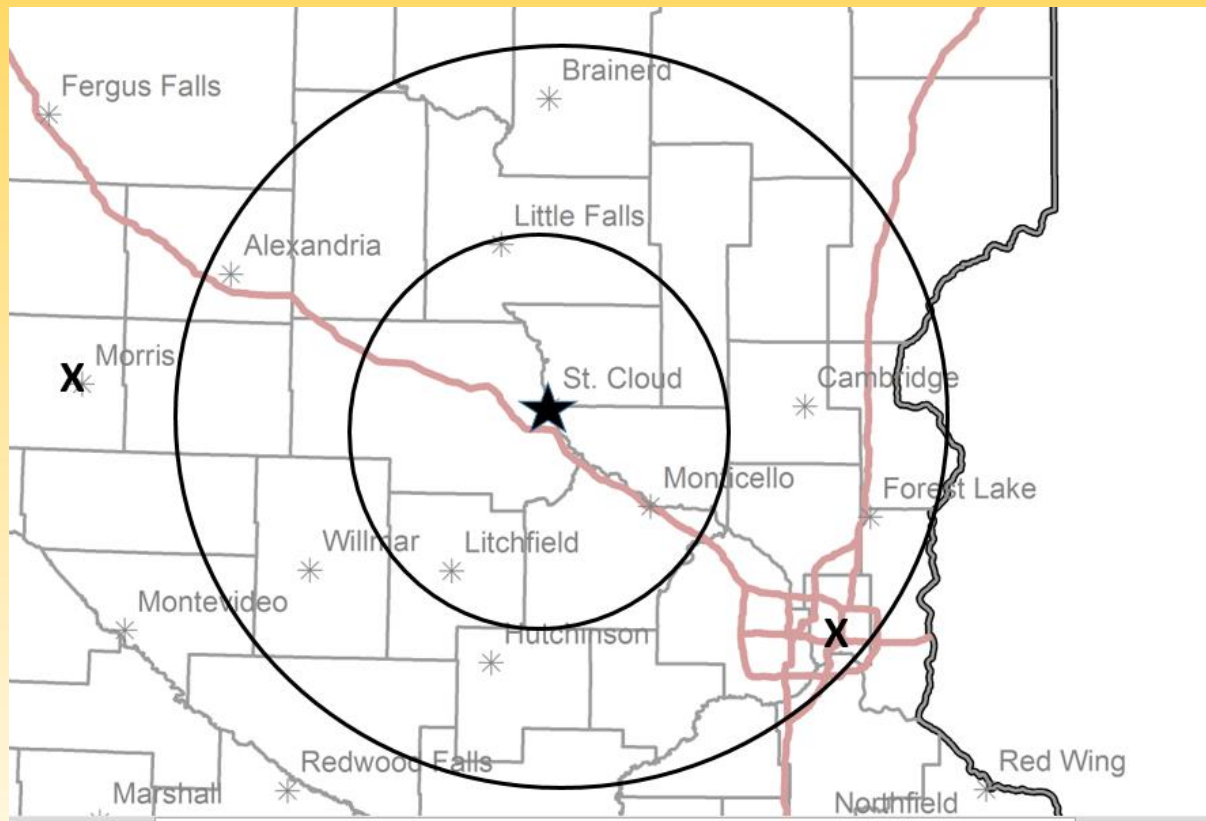 Brainerd
Fergus Falls
Little Falls
Alexandria
X Morris
St. Cloud
Cambridge
Monticello
Forest Lake
Willmar
Litchfield
Montevideo
X
Hutchinson
Redwood Falls
Red Wing
Marshall
Northfield